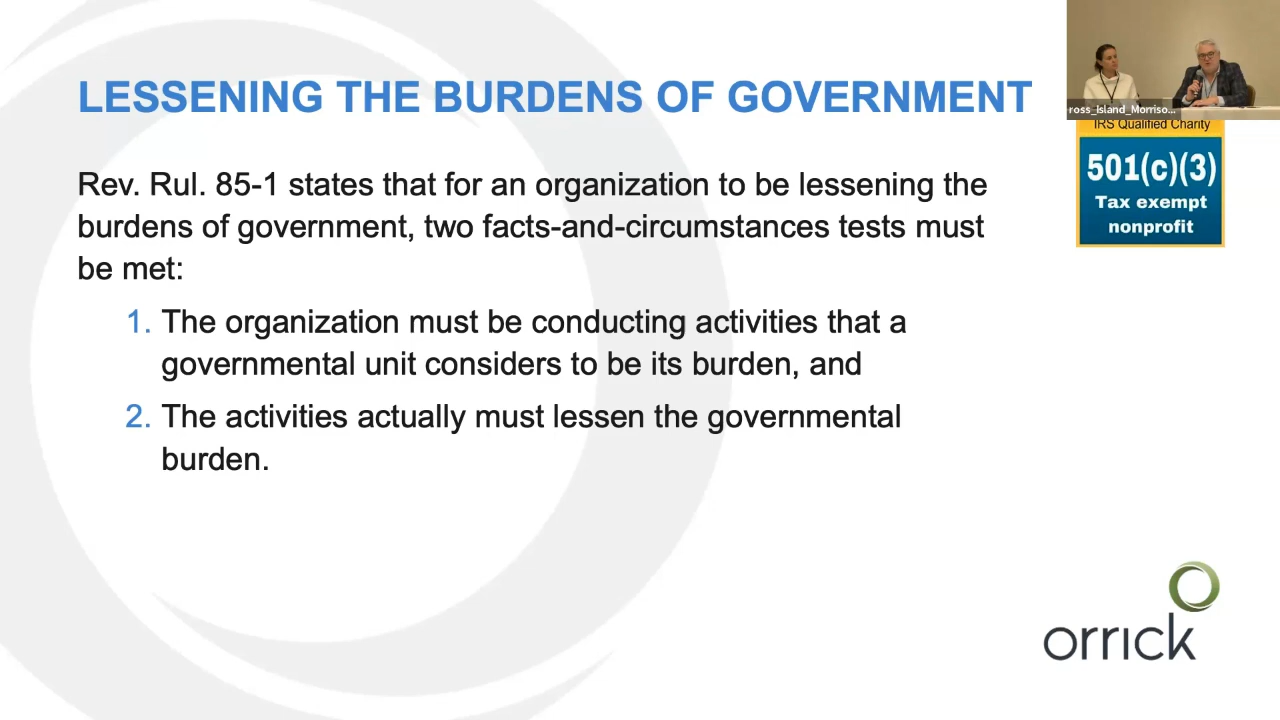 LESSENING THE BURDENS OF GOVERNMENT
Rev. Rul. 85-1 states that for an organization to be lessening the
burdens of government, two facts-and-circumstances tests must
be met:
1. The organization must be conducting activities that a
governmental unit considers to be its burden, and
2. The activities actually must lessen the governmental
burden.
ross_Island_Morriso...
IRS Qualified Charity
501(c)(3)
Tax exempt
nonprofit
orrick